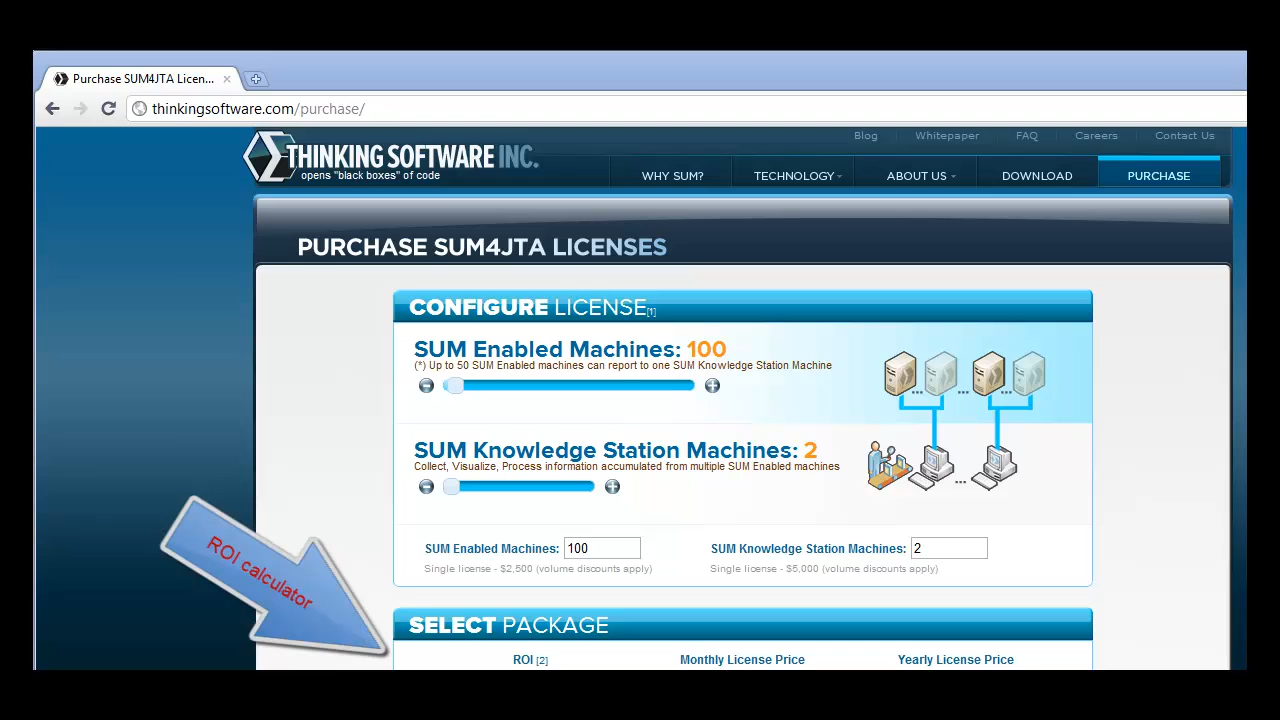 Purchase SUM4JTA Licen...
thinkingsoftware.com/purchase/
Blog Whitepaper FAQ Careers Contact Us
THINKING SOFTWARE INC.
opens "black boxes" of code
WHY SUM? TECHNOLOGY ABOUT US DOWNLOAD PURCHASE
PURCHASE SUM4JTA LICENSES
CONFIGURE LICENSE[1]
SUM Enabled Machines: 100
(*) Up to 50 SUM Enabled machines can report to one SUM Knowledge Station Machine
SUM Knowledge Station Machines: 2
Collect, Visualize, Process information accumulated from multiple SUM Enabled machines
SUM Enabled Machines: 100 SUM Knowledge Station Machines: 2
Single license - $2,500 (volume discounts apply) Single license - $5,000 (volume discounts apply)
ROI calculator
SELECT PACKAGE
ROI [2] Monthly License Price Yearly License Price